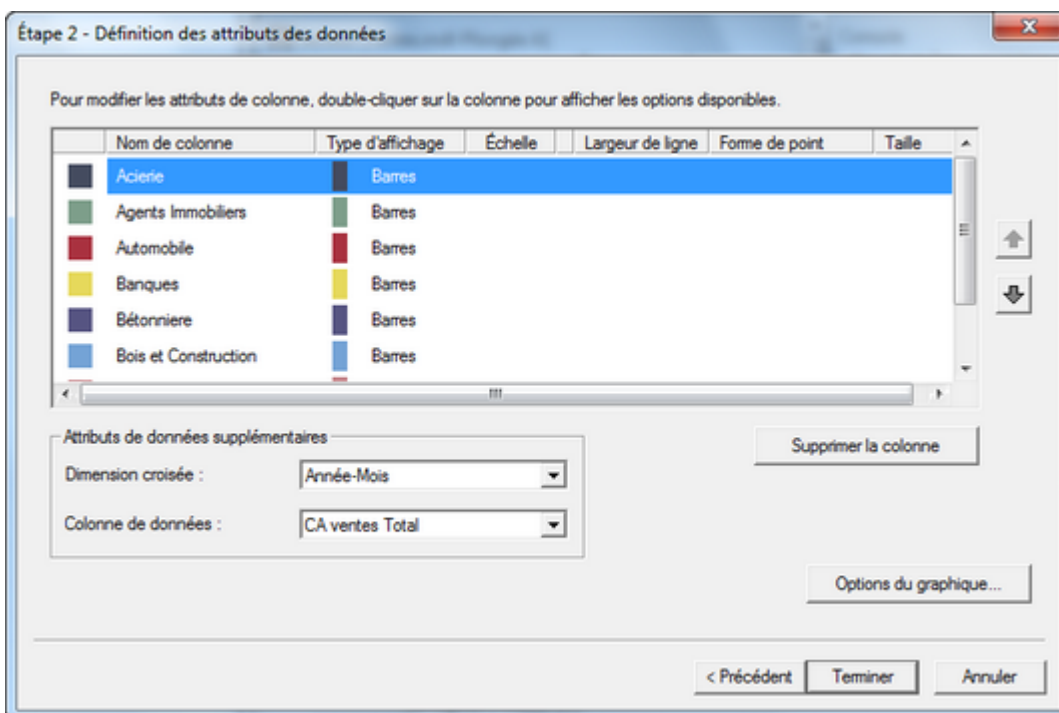 Étape 2 - Définition des attributs des données
Pour modifier les attributs de colonne, double-cliquer sur la colonne pour afficher les options disponibles.
Nom de colonne Type d'affichage Échelle Largeur de ligne Forme de point Taille
Acierie Barres
Agents Immobiliers Barres
Automobile Barres
Banques Barres
Bétonniere Barres
Bois et Construction Barres
Attributs de données supplémentaires
Supprimer la colonne
Dimension croisée : Année-Mois
Colonne de données : CA ventes Total
Options du graphique...
< Précédent Terminer Annuler